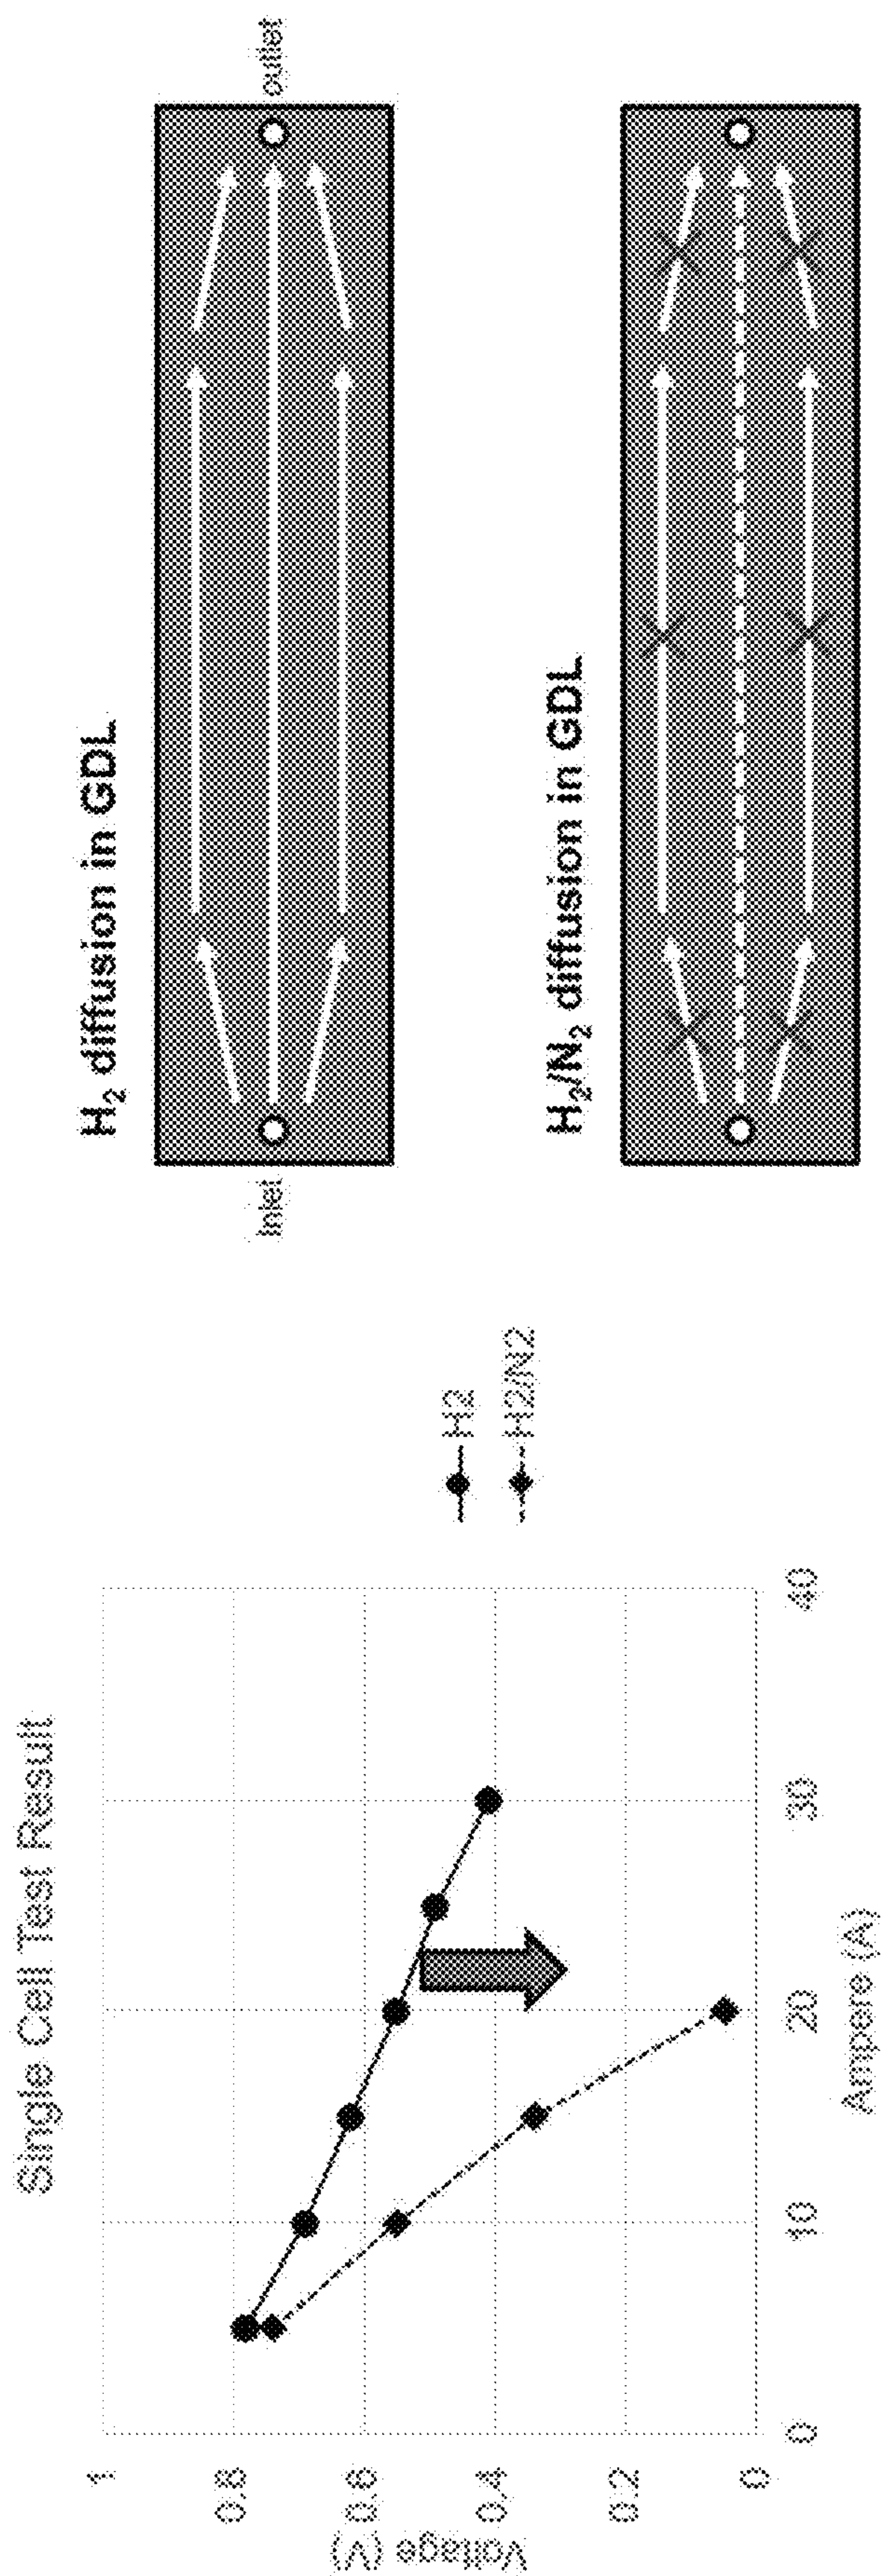 Single Cell Test Result
1
0.8
0.6
0.4
0.2
0
Voltage (V)
0
10
20
30
40
Ampere (A)
H2
H2/N2
H₂ diffusion in GDL
Inlet
outlet
H₂/N₂ diffusion in GDL